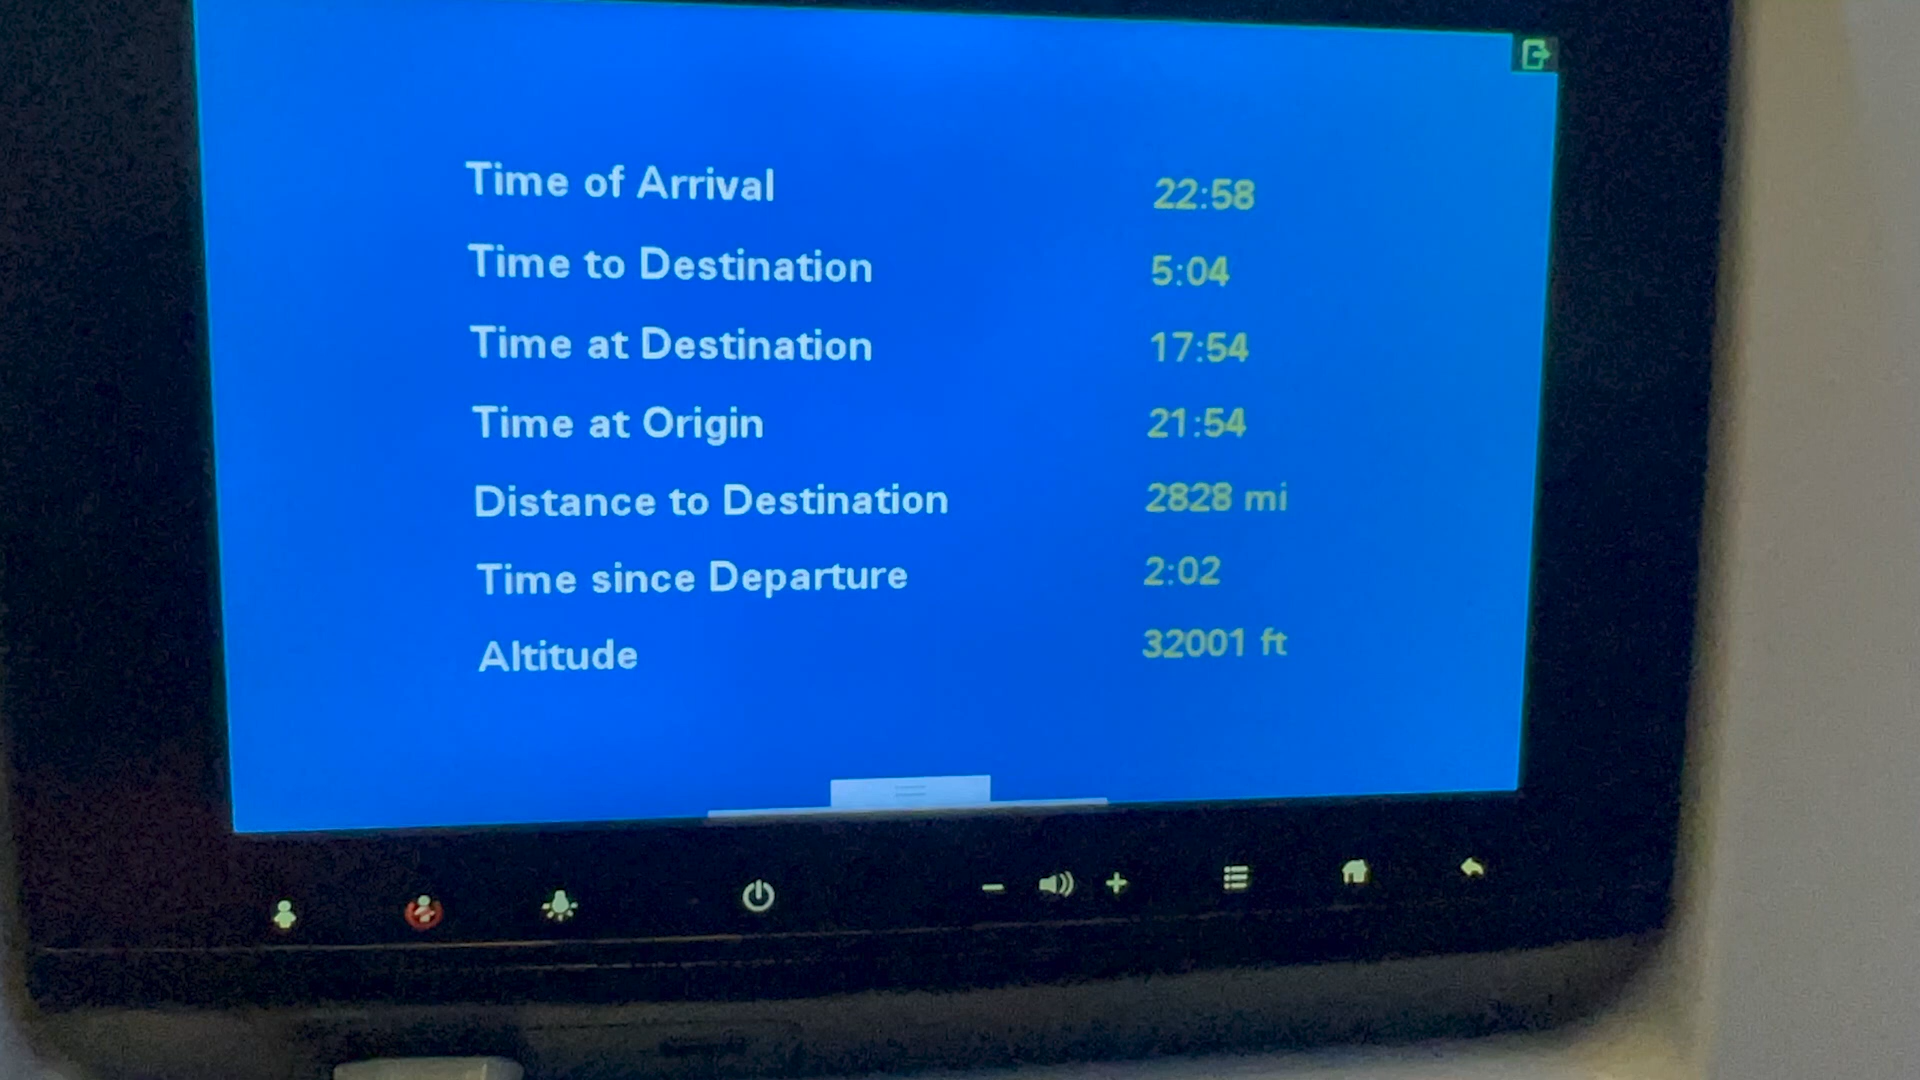 Time of Arrival 22:58
Time to Destination 5:04
Time at Destination 17:54
Time at Origin 21:54
Distance to Destination 2828 mi
Time since Departure 2:02
Altitude 32001 ft